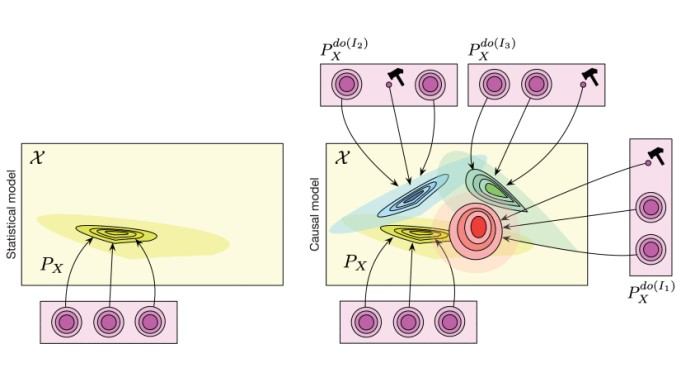 Statistical model
𝒳
P_X
Causal model
𝒳
P_X
P_X^{do(I_2)}
P_X^{do(I_3)}
P_X^{do(I_1)}